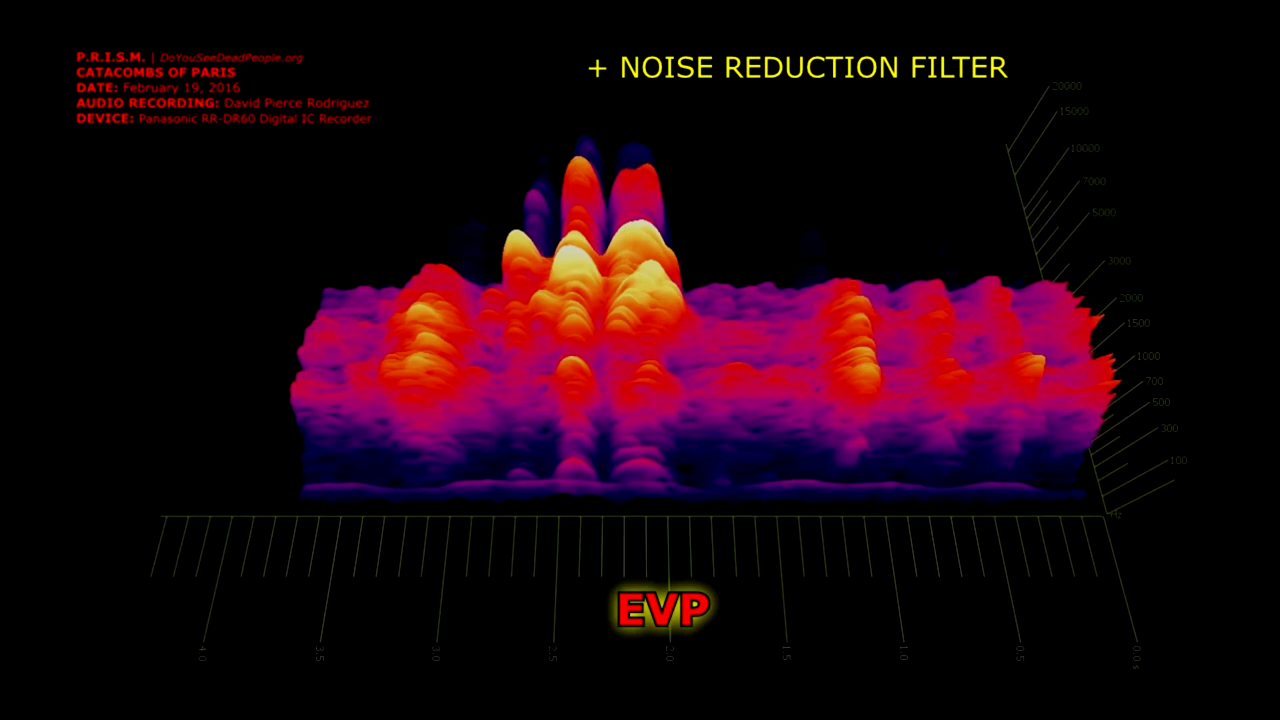 P.R.I.S.M. | DoYouSeeDeadPeople.org
CATACOMBS OF PARIS
DATE: February 19, 2016
AUDIO RECORDING: David Pierce Rodriguez
DEVICE: Panasonic RR-DR60 Digital IC Recorder
+ NOISE REDUCTION FILTER
20000
15000
10000
7000
5000
3000
2000
1500
1000
700
500
300
100
Hz
EVP
4.0
3.5
3.0
2.5
2.0
1.5
1.0
0.5
0.0 s